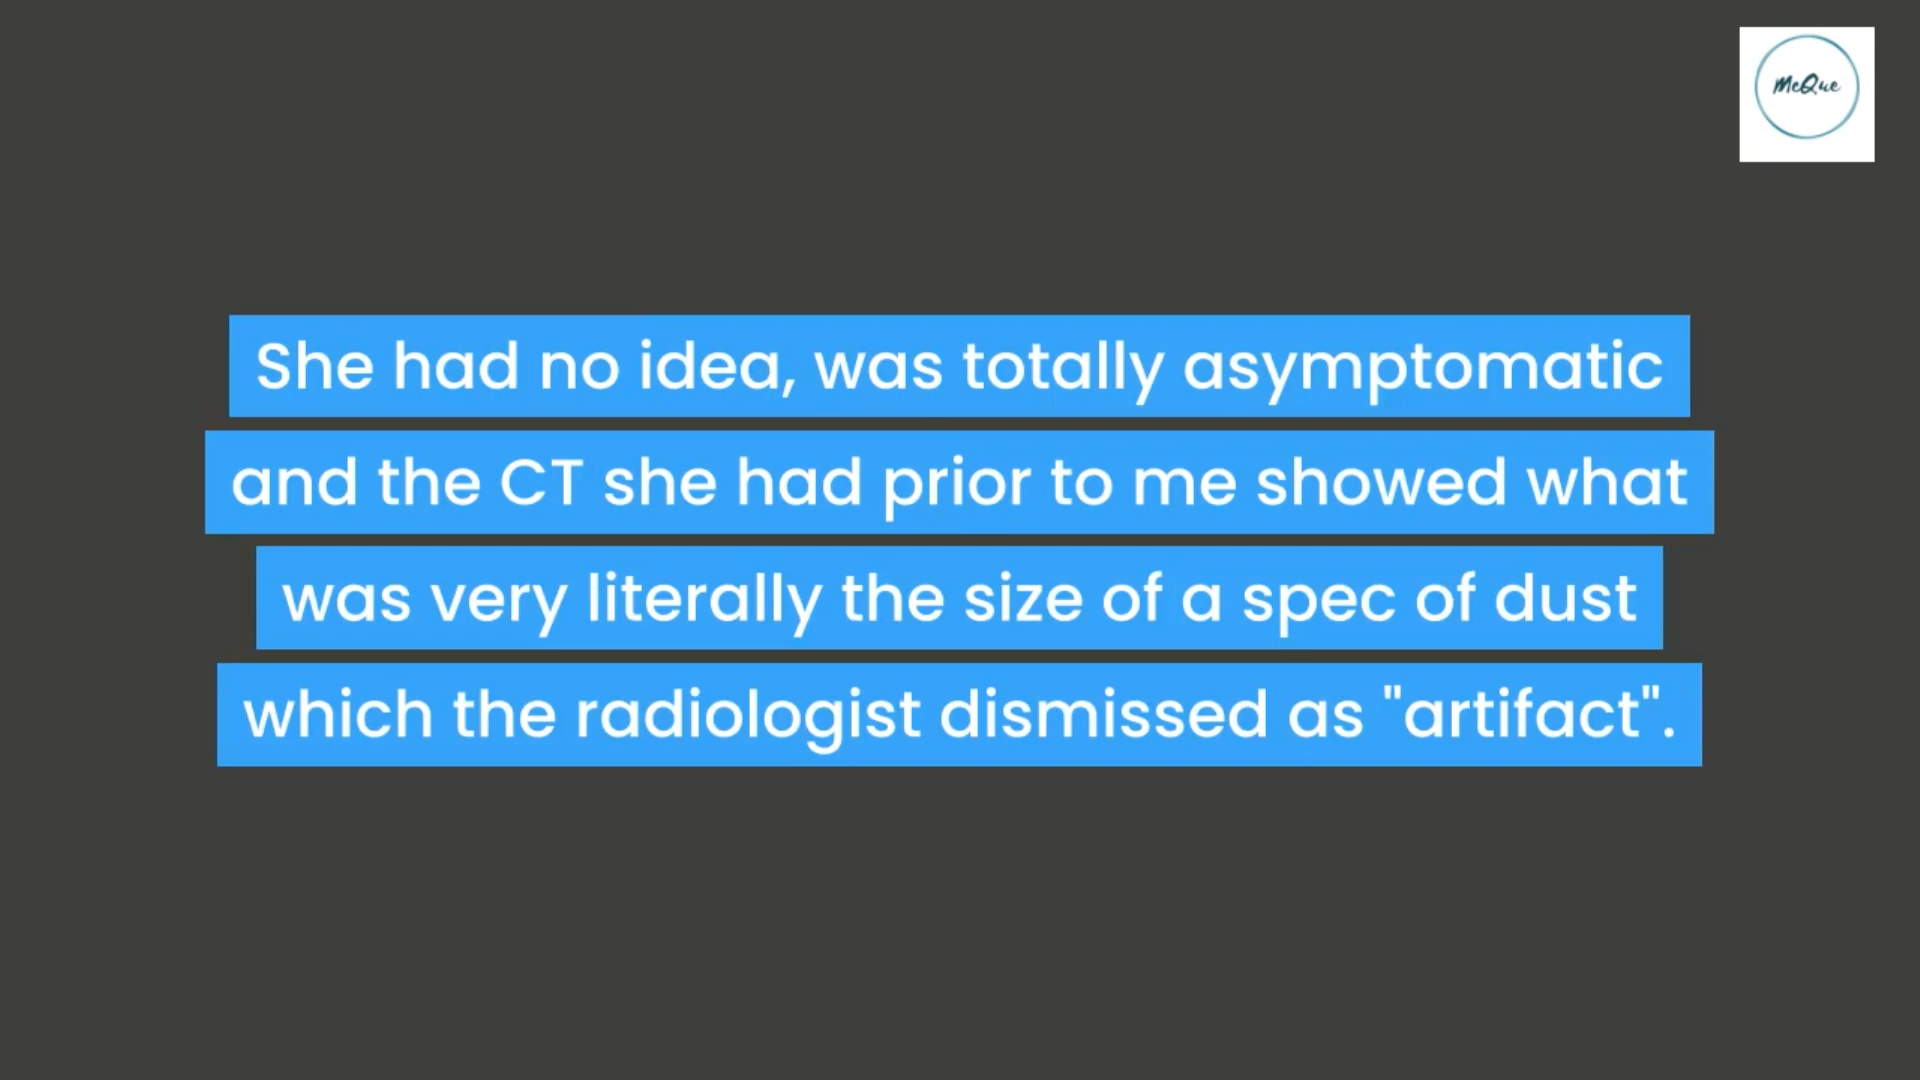 McQue
She had no idea, was totally asymptomatic
and the CT she had prior to me showed what
was very literally the size of a spec of dust
which the radiologist dismissed as "artifact".